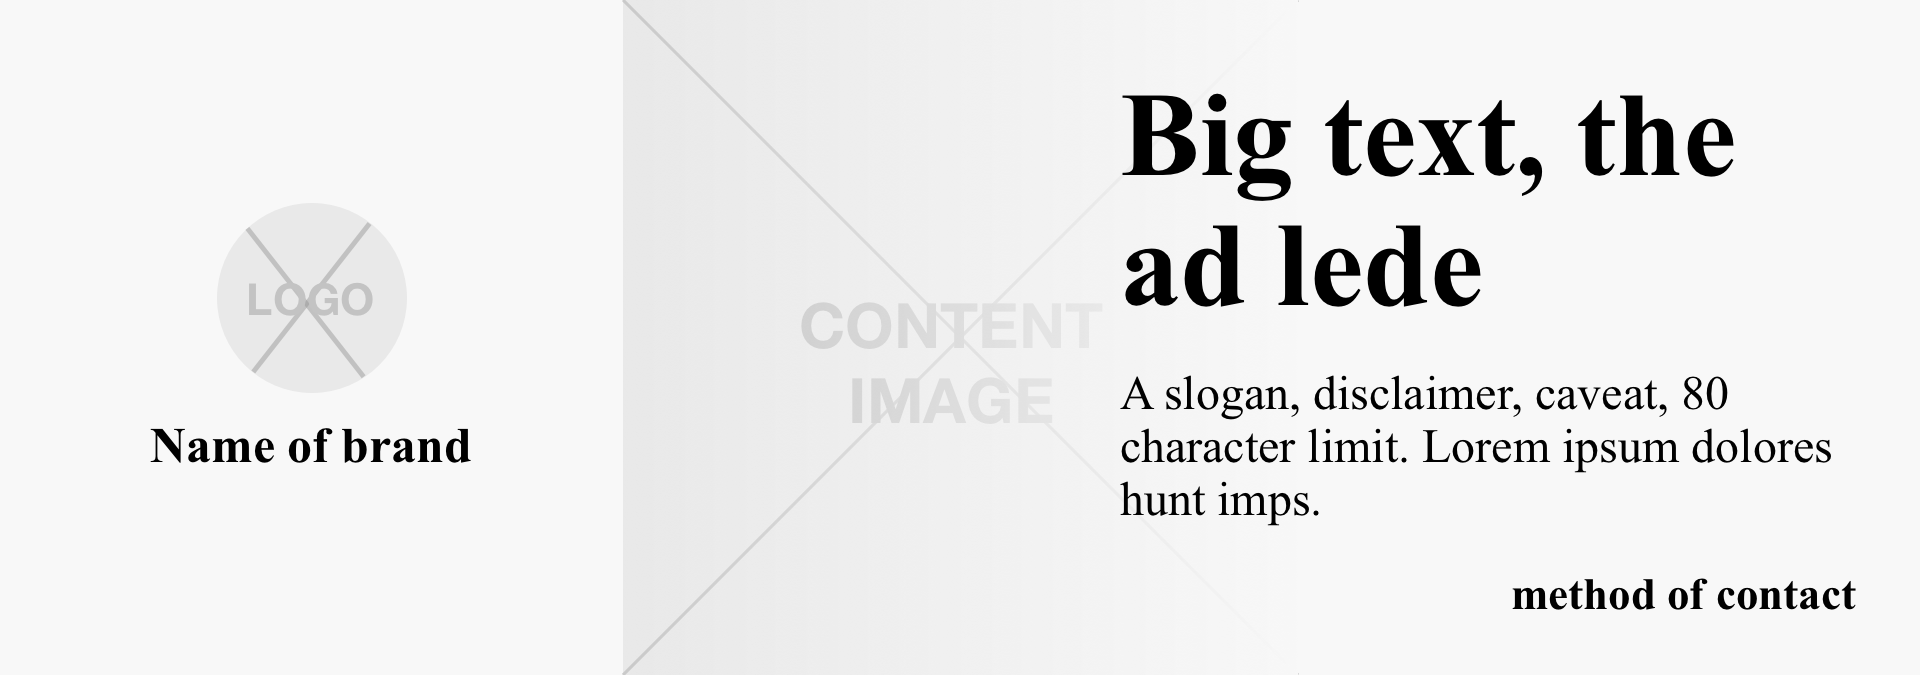 LOGO
Name of brand
CONTENT
IMAGE
Big text, the
ad lede
A slogan, disclaimer, caveat, 80
character limit. Lorem ipsum dolores
hunt imps.
method of contact